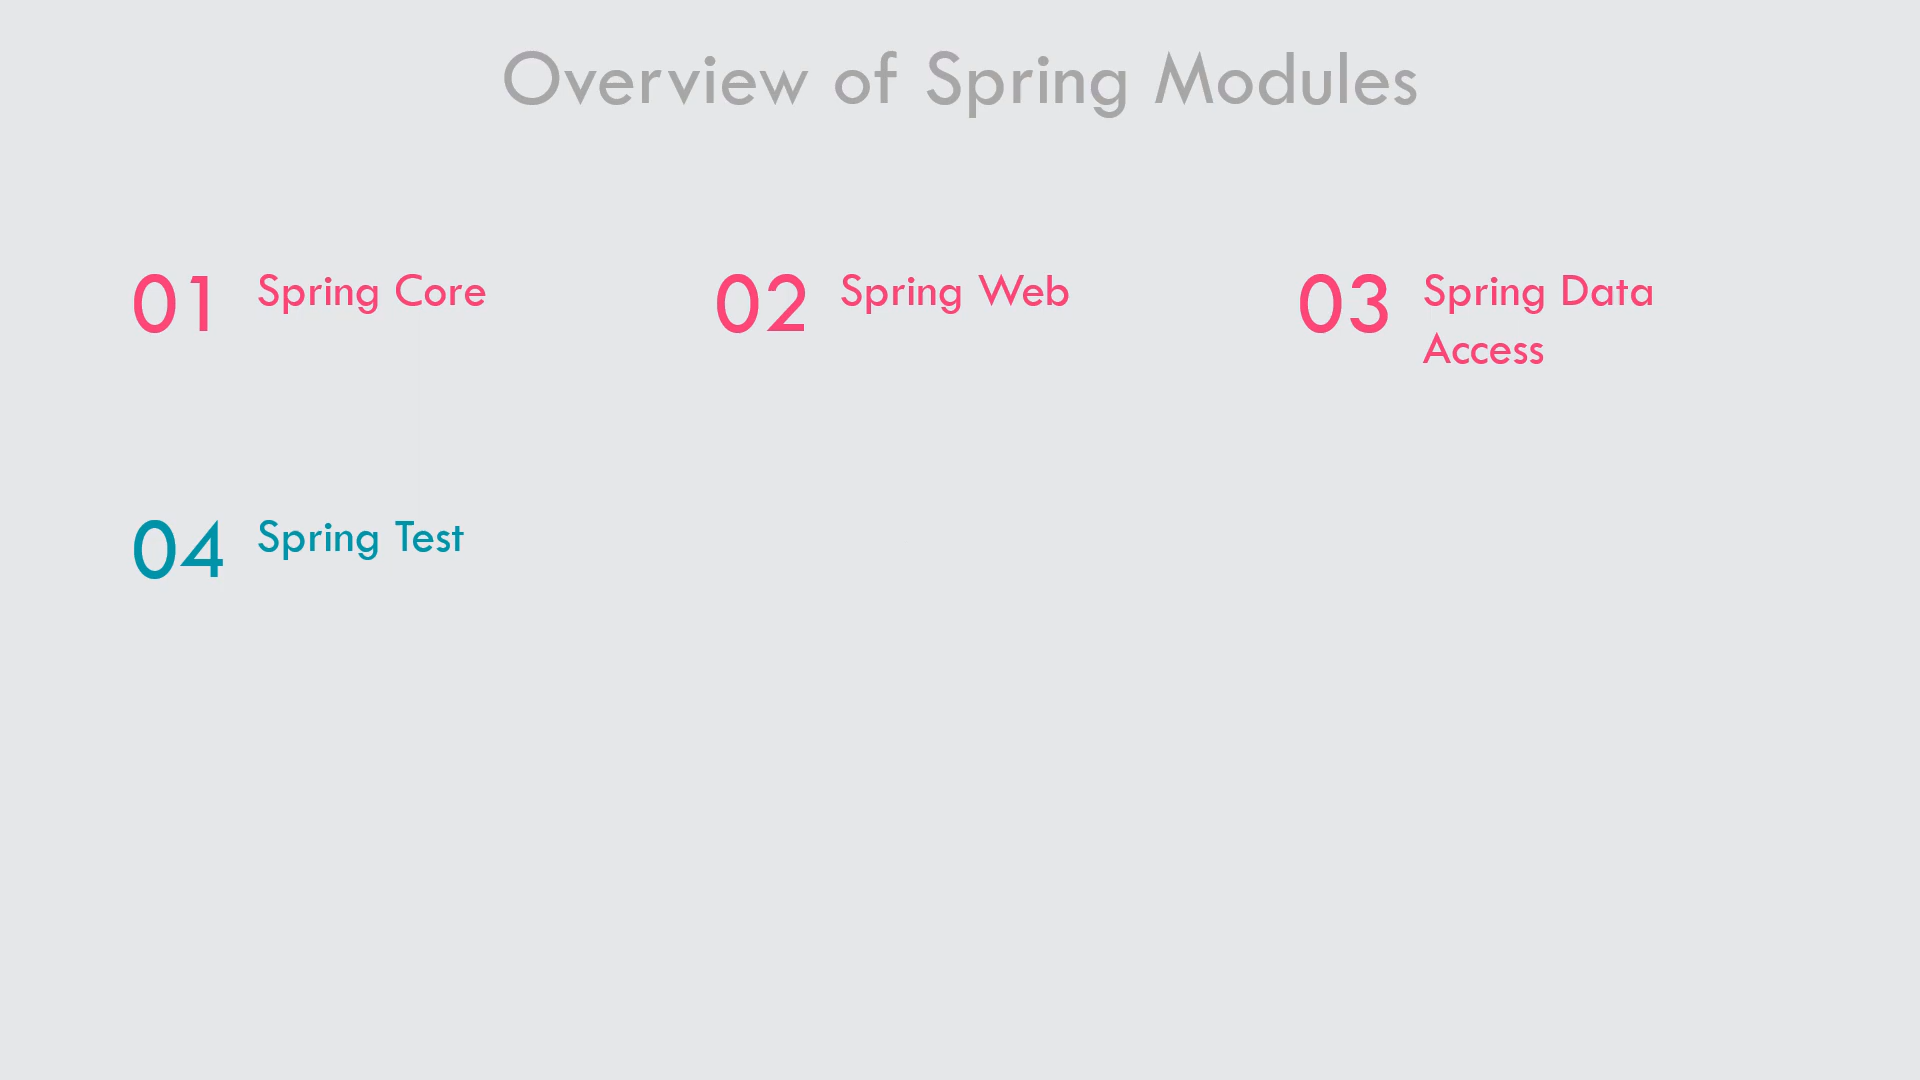 Overview of Spring Modules
01 Spring Core
02 Spring Web
03 Spring Data
Access
04 Spring Test